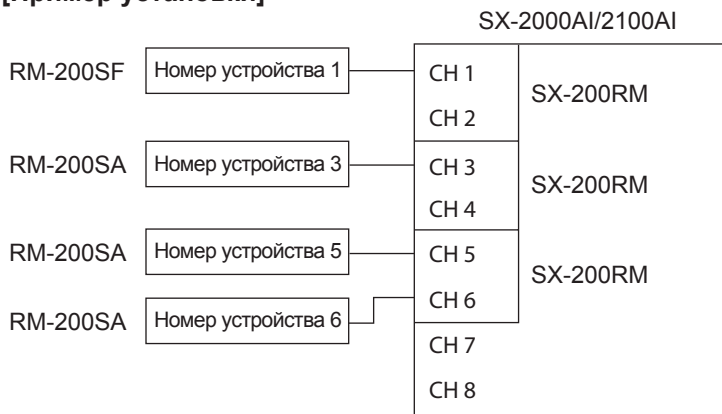 [Пример установки]
SX-2000AI/2100AI
RM-200SF
Номер устройства 1
CH 1
SX-200RM
CH 2
RM-200SA
Номер устройства 3
CH 3
SX-200RM
CH 4
RM-200SA
Номер устройства 5
CH 5
SX-200RM
CH 6
RM-200SA
Номер устройства 6
CH 7
CH 8